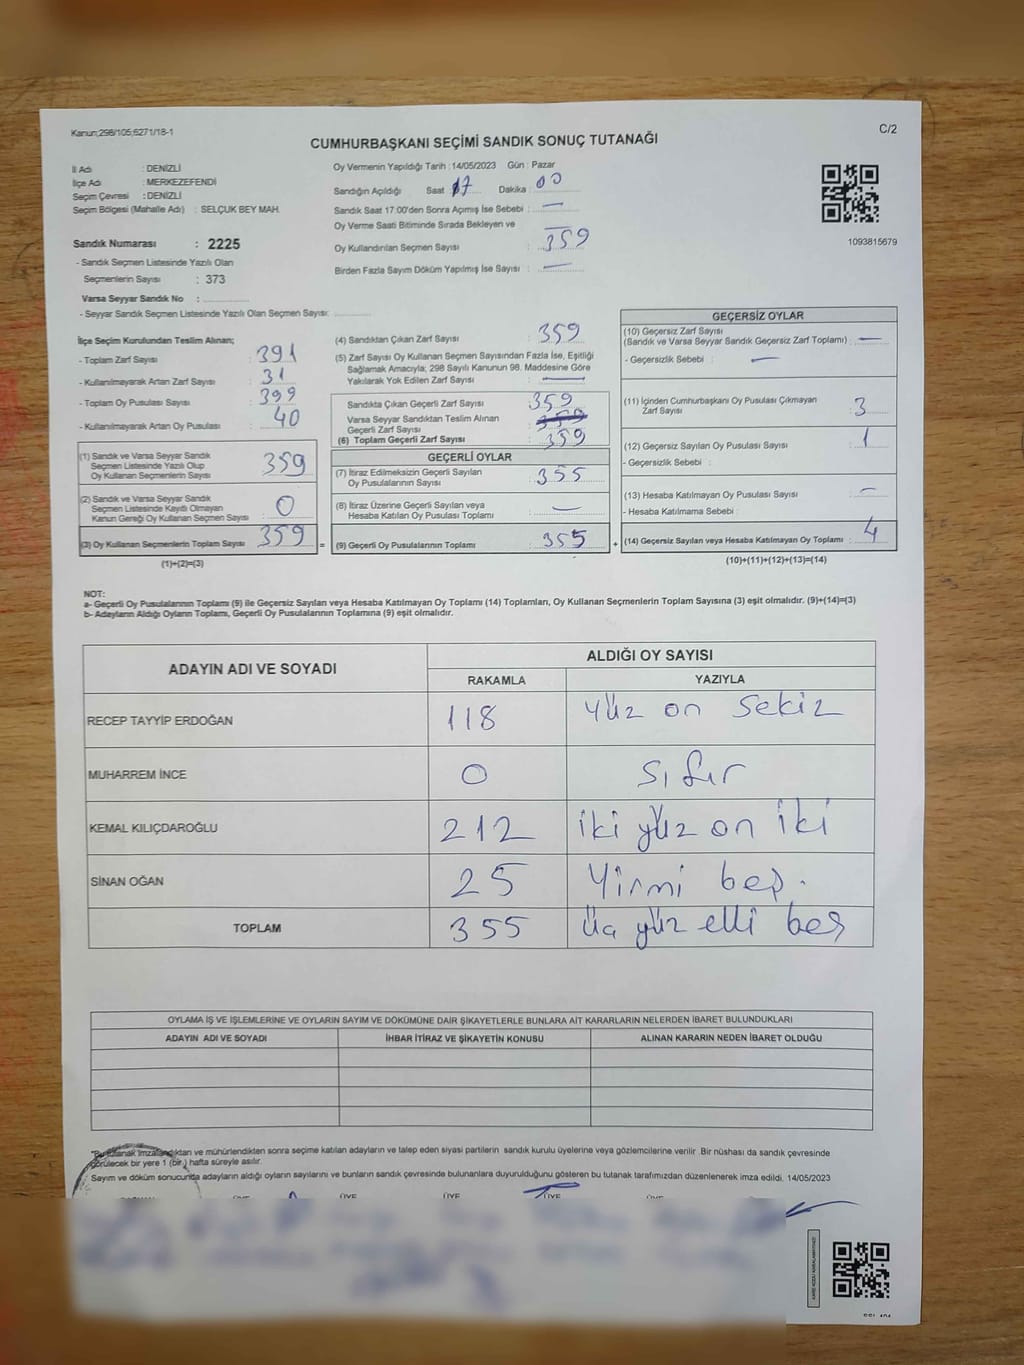 Kanun;298/105;6271/18-1
C/2
CUMHURBAŞKANI SEÇİMİ SANDIK SONUÇ TUTANAĞI
İl Adı : DENİZLİ
İlçe Adı : MERKEZEFENDİ
Seçim Çevresi : DENİZLİ
Seçim Bölgesi (Mahalle Adı) : SELÇUK BEY MAH.
Sandık Numarası : 2225
- Sandık Seçmen Listesinde Yazılı Olan
Seçmenlerin Sayısı : 373
Varsa Seyyar Sandık No :
- Seyyar Sandık Seçmen Listesinde Yazılı Olan Seçmen Sayısı:
Oy Vermenin Yapıldığı Tarih : 14/05/2023 Gün : Pazar
Sandığın Açıldığı Saat 17 Dakika : 00
Sandık Saat 17.00'den Sonra Açmış İse Sebebi : —
Oy Verme Saati Bitiminde Sırada Bekleyen ve
Oy Kullandırılan Seçmen Sayısı : 359
Birden Fazla Sayım Döküm Yapılmış İse Sayısı : —
1093815679
İlçe Seçim Kurulundan Teslim Alınan;
- Toplam Zarf Sayısı : 391
- Kullanılmayarak Artan Zarf Sayısı : 31
- Toplam Oy Pusulası Sayısı : 399
- Kullanılmayarak Artan Oy Pusulası : 40
(1) Sandık ve Varsa Seyyar Sandık
Seçmen Listesinde Yazılı Olup
Oy Kullanan Seçmenlerin Sayısı : 359
(2) Sandık ve Varsa Seyyar Sandık
Seçmen Listesinde Kayıtlı Olmayan
Kanun Gereği Oy Kullanan Seçmen Sayısı : 0
(3) Oy Kullanan Seçmenlerin Toplam Sayısı : 359 =
(1)+(2)=(3)
(4) Sandıktan Çıkan Zarf Sayısı : 359
(5) Zarf Sayısı Oy Kullanan Seçmen Sayısından Fazla İse, Eşitliği
Sağlamak Amacıyla; 298 Sayılı Kanunun 98. Maddesine Göre
Yakılarak Yok Edilen Zarf Sayısı : —
Sandıkta Çıkan Geçerli Zarf Sayısı : 359
Varsa Seyyar Sandıktan Teslim Alınan
Geçerli Zarf Sayısı : 359
(6) Toplam Geçerli Zarf Sayısı : 359
GEÇERLİ OYLAR
(7) İtiraz Edilmeksizin Geçerli Sayılan
Oy Pusulalarının Sayısı : 355
(8) İtiraz Üzerine Geçerli Sayılan veya
Hesaba Katılan Oy Pusulası Toplamı : —
(9) Geçerli Oy Pusulalarının Toplamı : 355 +
GEÇERSİZ OYLAR
(10) Geçersiz Zarf Sayısı
(Sandık ve Varsa Seyyar Sandık Geçersiz Zarf Toplamı) : —
- Geçersizlik Sebebi : —
(11) İçinden Cumhurbaşkanı Oy Pusulası Çıkmayan
Zarf Sayısı : 3
(12) Geçersiz Sayılan Oy Pusulası Sayısı : 1
- Geçersizlik Sebebi :
(13) Hesaba Katılmayan Oy Pusulası Sayısı : —
- Hesaba Katılmama Sebebi :
(14) Geçersiz Sayılan veya Hesaba Katılmayan Oy Toplamı : 4
(10)+(11)+(12)+(13)=(14)
NOT:
a- Geçerli Oy Pusulalarının Toplamı (9) ile Geçersiz Sayılan veya Hesaba Katılmayan Oy Toplamı (14) Toplamları, Oy Kullanan Seçmenlerin Toplam Sayısına (3) eşit olmalıdır. (9)+(14)=(3)
b- Adayların Aldığı Oyların Toplamı, Geçerli Oy Pusulalarının Toplamına (9) eşit olmalıdır.
ADAYIN ADI VE SOYADI
ALDIĞI OY SAYISI
RAKAMLA YAZIYLA
RECEP TAYYİP ERDOĞAN 118 yüz on sekiz
MUHARREM İNCE 0 sıfır
KEMAL KILIÇDAROĞLU 212 iki yüz on iki
SİNAN OĞAN 25 Yirmi beş.
TOPLAM 355 üç yüz elli beş
OYLAMA İŞ VE İŞLEMLERİNE VE OYLARIN SAYIM VE DÖKÜMÜNE DAİR ŞİKAYETLERLE BUNLARA AİT KARARLARIN NELERDEN İBARET BULUNDUKLARI
ADAYIN ADI VE SOYADI İHBAR İTİRAZ VE ŞİKAYETİN KONUSU ALINAN KARARIN NEDEN İBARET OLDUĞU
"Bu tutanak imzalandıktan ve mühürlendikten sonra seçime katılan adayların ve talep eden siyasi partilerin sandık kurulu üyelerine veya gözlemcilerine verilir. Bir nüshası da sandık çevresinde
görülecek bir yere 1 (bir) hafta süreyle asılır.
Sayım ve döküm sonucunda adayların aldığı oyların sayılarını ve bunların sandık çevresinde bulunanlara duyurulduğunu gösteren bu tutanak tarafımızdan düzenlenerek imza edildi. 14/05/2023
ÜYE ÜYE ÜYE ÜYE ÜYE